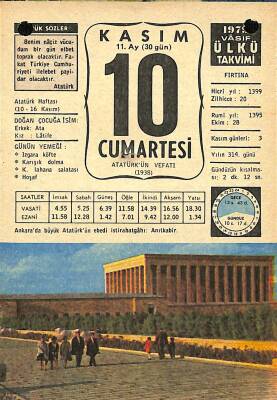 SÖZLER
Benim nâçiz vücudum bir gün elbet
toprak olacaktır. Fakat Türkiye Cumhuriyeti
ilelebet payidar olacaktır.
Atatürk
Atatürk Haftası
(10 - 16 Kasım)
DOĞAN ÇOCUĞA İSİM:
Erkek: Ata
Kız : Lâtife
GÜNÜN YEMEĞİ:
Izgara köfte
Karışık dolma
K. lahana salatası
Hoşaf
KASIM
11. Ay (30 gün)
10
CUMARTESİ
ATATÜRK'ÜN VEFATI
(1938)
1973
VASIF
ÜLKÜ
TAKVİMİ
FIRTINA
Hicri yıl : 1399
Zilhicce : 20
Rumi yıl : 1395
Ekim : 28
Kasım günleri: 3
Yılın 319. günü
Gündüzün kısalması:
2 dk. 12 sn.
GECE
GÜNDÜZ
SAATLER İmsak Sabah Güneş Öğle İkindi Akşam Yatsı
VASATİ 4.55 5.25 6.39 11.58 14.39 16.56 18.30
EZANİ 11.58 12.28 1.42 7.01 9.42 12.00 1.34
Ankara'da büyük Atatürk'ün ebedi istirahatgâhı: Anıtkabir.